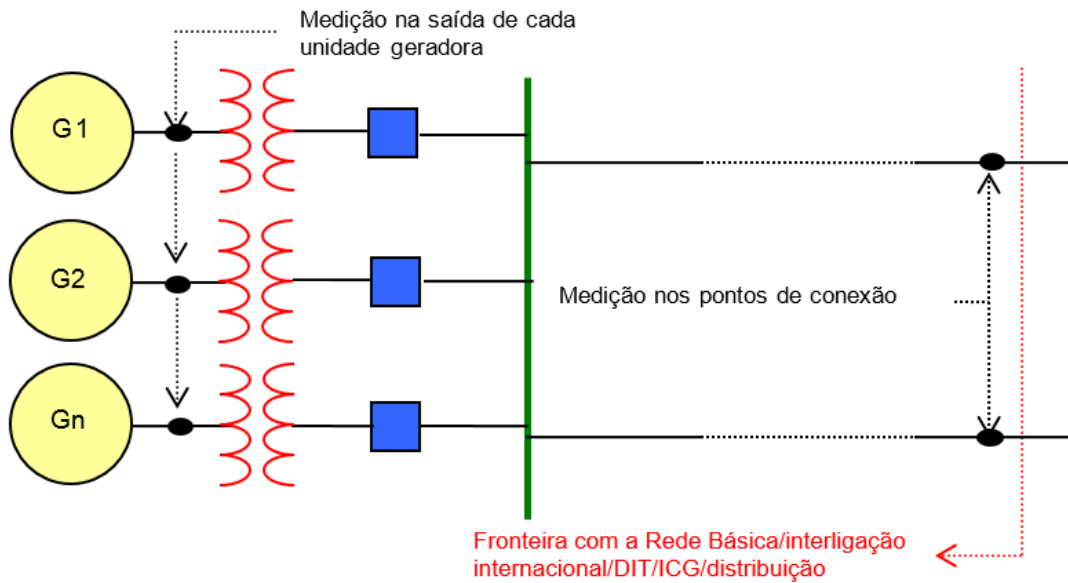 Medição na saída de cada
unidade geradora
G1
G2
Medição nos pontos de conexão
Gn
Fronteira com a Rede Básica/interligação
internacional/DIT/ICG/distribuição